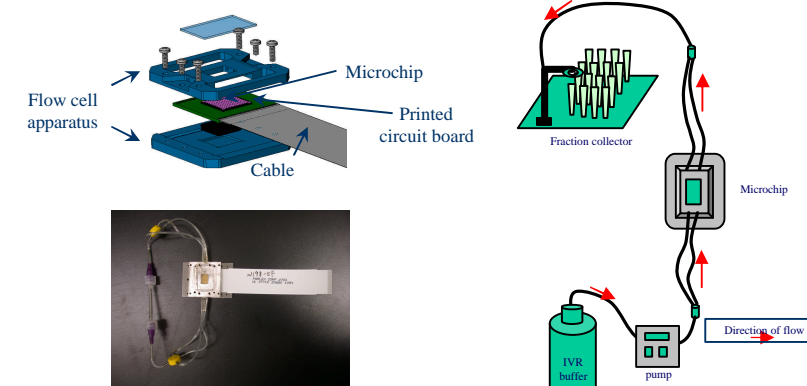 Microchip
Flow cell
apparatus
Printed
circuit board
Cable
Fraction collector
Microchip
Direction of flow
IVR
buffer
pump